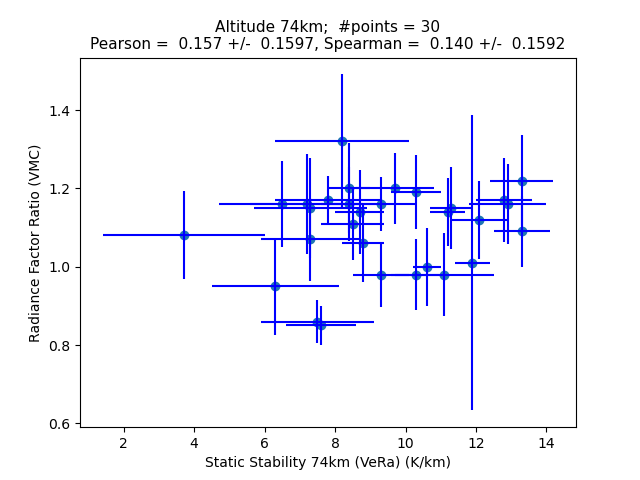 Altitude 74km;  #points = 30
Pearson =  0.157 +/-  0.1597, Spearman =  0.140 +/-  0.1592
1.4
1.2
1.0
0.8
0.6
Radiance Factor Ratio (VMC)
2 4 6 8 10 12 14
Static Stability 74km (VeRa) (K/km)